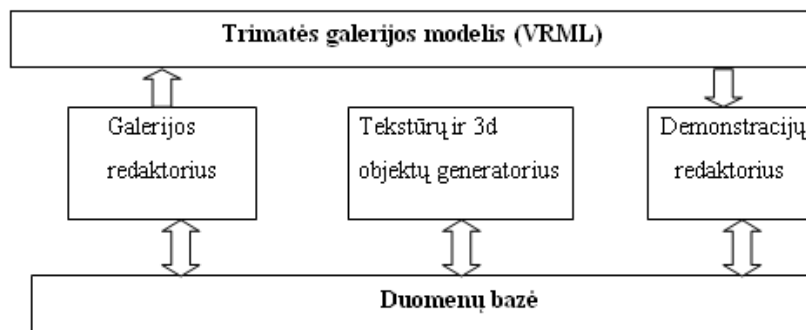 Trimatės galerijos modelis (VRML)
Galerijos
redaktorius
Tekstūrų ir 3d
objektų generatorius
Demonstracijų
redaktorius
Duomenų bazė